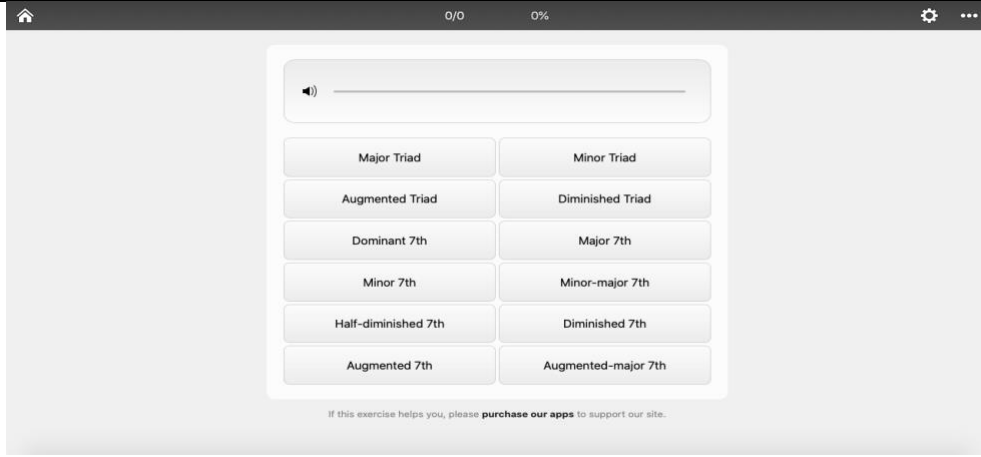 0/0 0%
Major Triad Minor Triad
Augmented Triad Diminished Triad
Dominant 7th Major 7th
Minor 7th Minor-major 7th
Half-diminished 7th Diminished 7th
Augmented 7th Augmented-major 7th
If this exercise helps you, please purchase our apps to support our site.